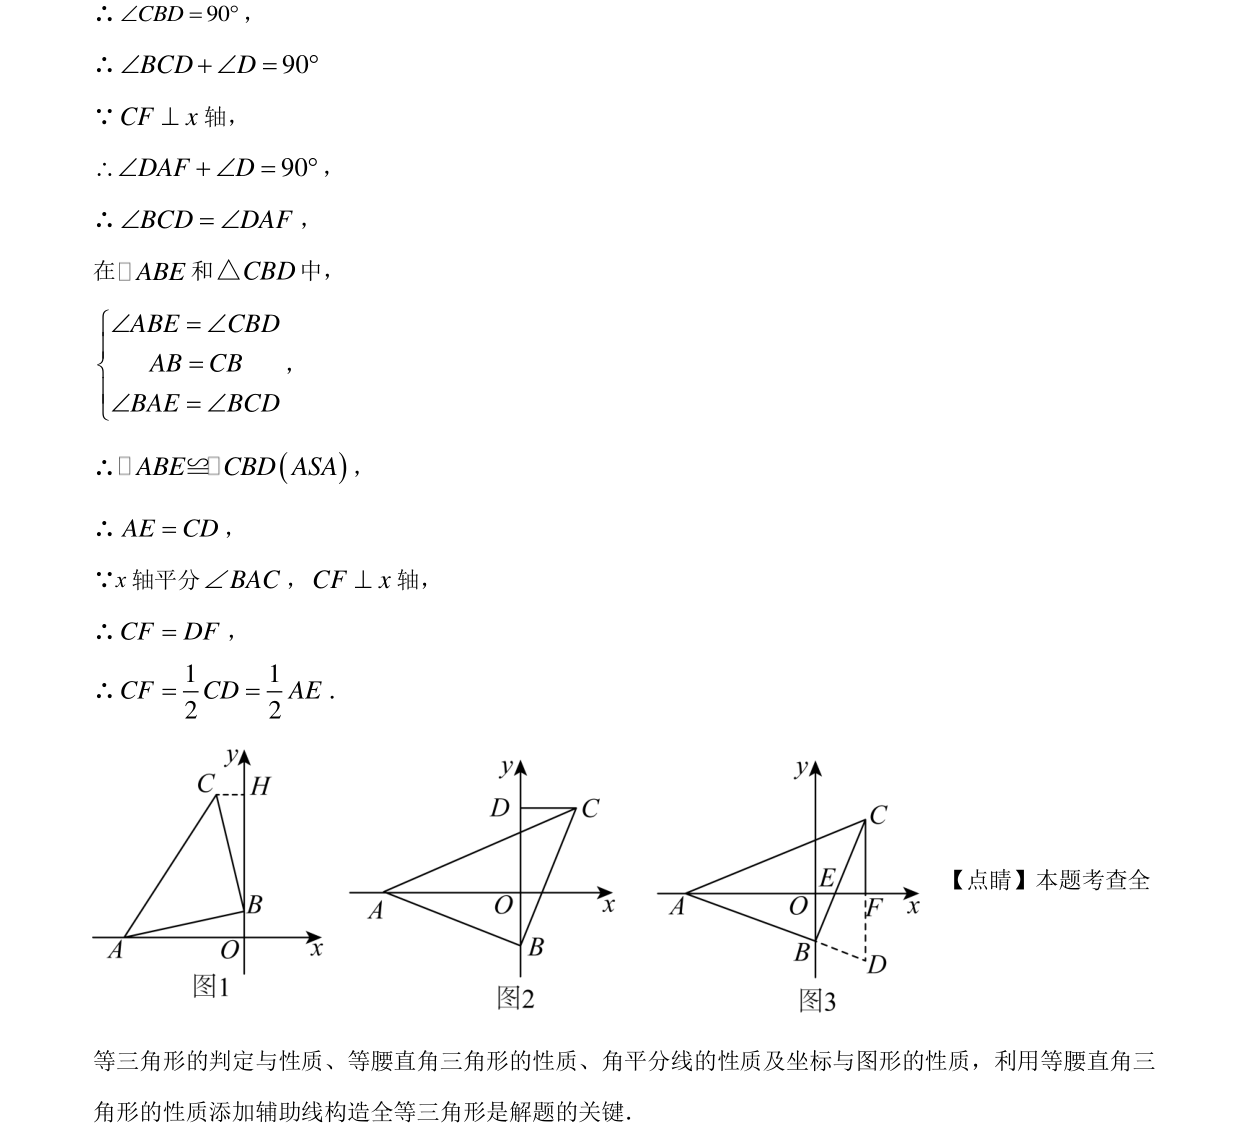 ∴ ∠CBD = 90°，
∴ ∠BCD + ∠D = 90°
∵ CF ⊥ x 轴，
∴ ∠DAF + ∠D = 90°，
∴ ∠BCD = ∠DAF，
在□ABE 和△CBD 中，
∠ABE = ∠CBD
AB = CB ，
∠BAE = ∠BCD
∴□ABE≌□CBD(ASA)，
∴ AE = CD，
∵x 轴平分∠BAC，CF ⊥ x 轴，
∴ CF = DF，
∴ CF = 1/2 CD = 1/2 AE．
y C H B A O x 图1
y D C A O x B 图2
y C E A O F x B D 图3
【点睛】本题考查全
等三角形的判定与性质、等腰直角三角形的性质、角平分线的性质及坐标与图形的性质，利用等腰直角三
角形的性质添加辅助线构造全等三角形是解题的关键．